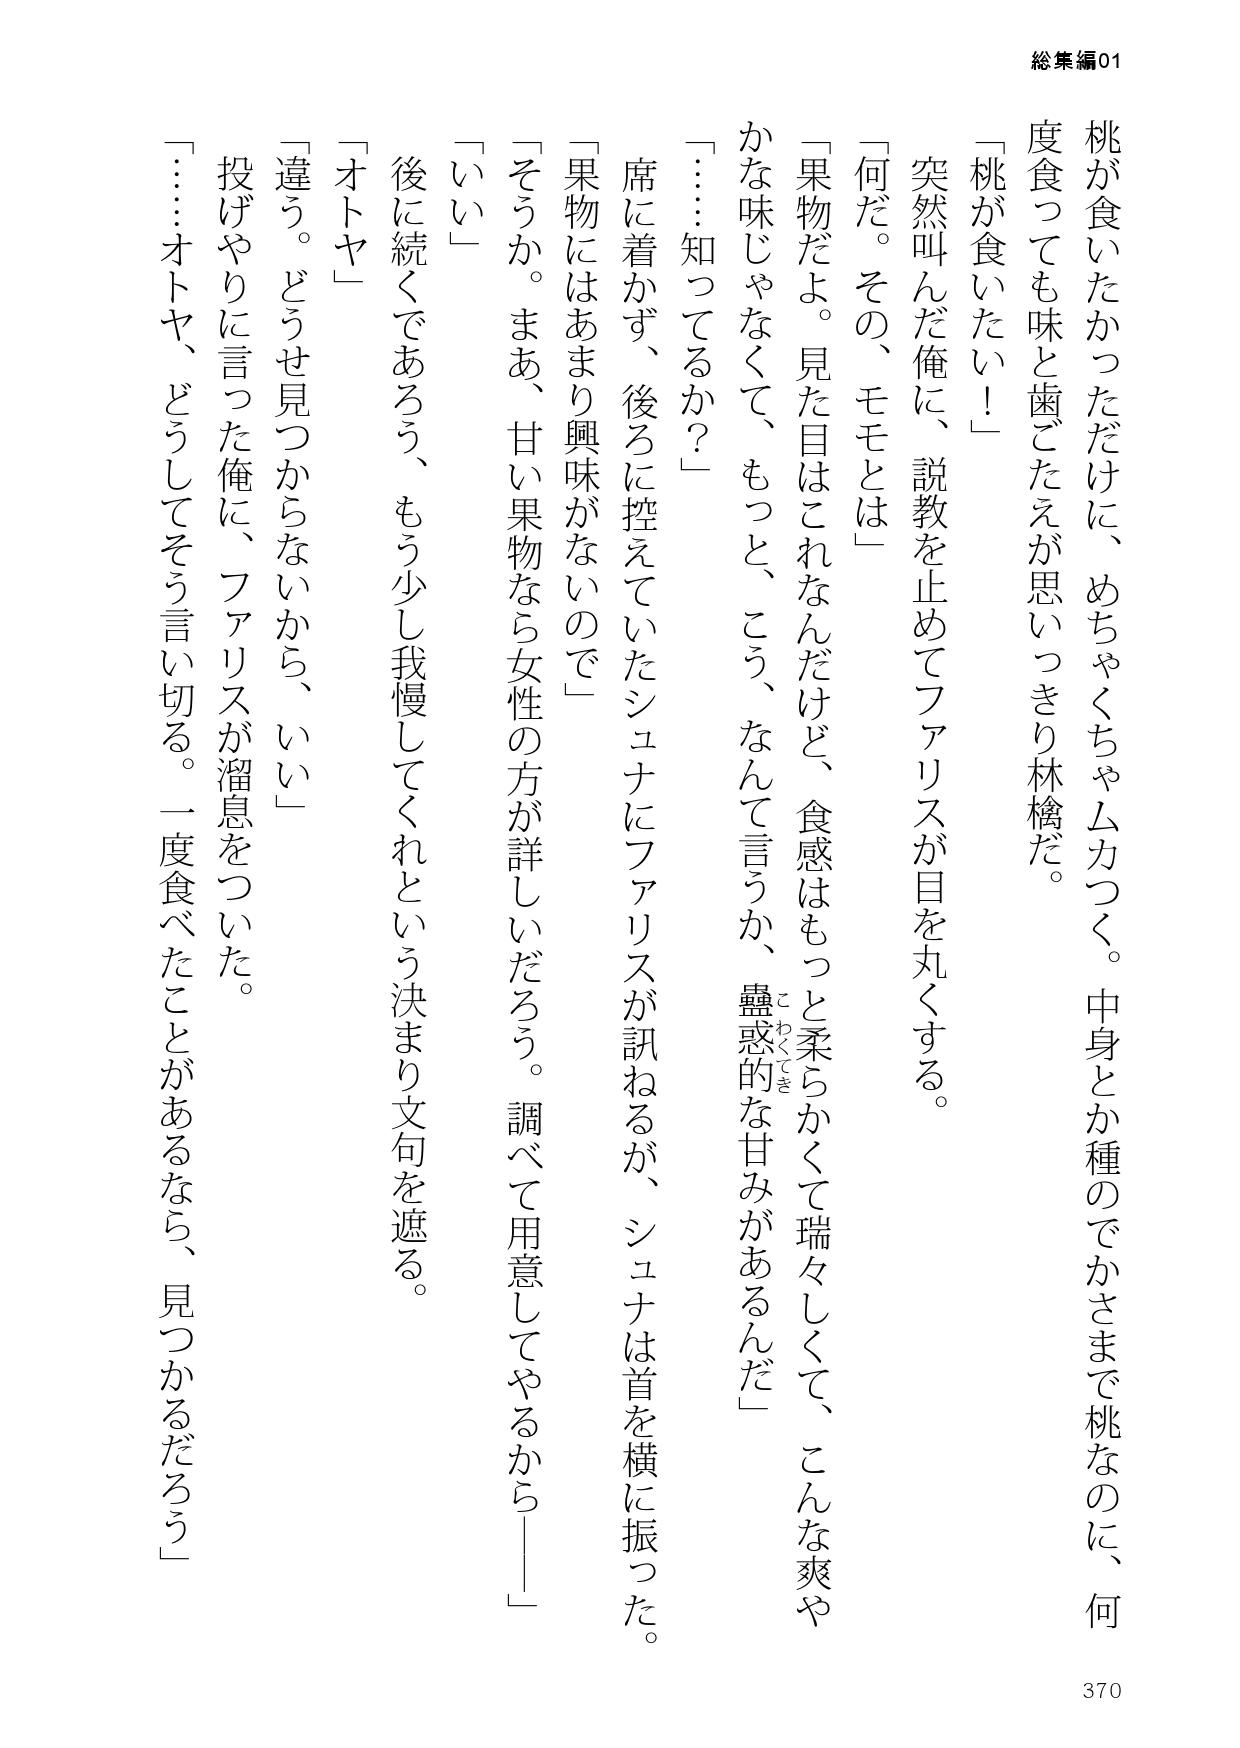 総集編01
桃が食いたかっただけに、めちゃくちゃムカつく。中身とか種のでかさまで桃なのに、何
度食っても味と歯ごたえが思いっきり林檎だ。
「桃が食いたい！」
突然叫んだ俺に、説教を止めてファリスが目を丸くする。
「何だ。その、モモとは」
「果物だよ。見た目はこれなんだけど、食感はもっと柔らかくて瑞々しくて、こんな爽や
かな味じゃなくて、もっと、こう、なんて言うか、蠱惑的な甘みがあるんだ」
こわくてき
「……知ってるか？」
席に着かず、後ろに控えていたシュナにファリスが訊ねるが、シュナは首を横に振った。
「果物にはあまり興味がないので」
「そうか。まあ、甘い果物なら女性の方が詳しいだろう。調べて用意してやるから――」
「いい」
後に続くであろう、もう少し我慢してくれという決まり文句を遮る。
「オトヤ」
「違う。どうせ見つからないから、いい」
投げやりに言った俺に、ファリスが溜息をついた。
「……オトヤ、どうしてそう言い切る。一度食べたことがあるなら、見つかるだろう」
370